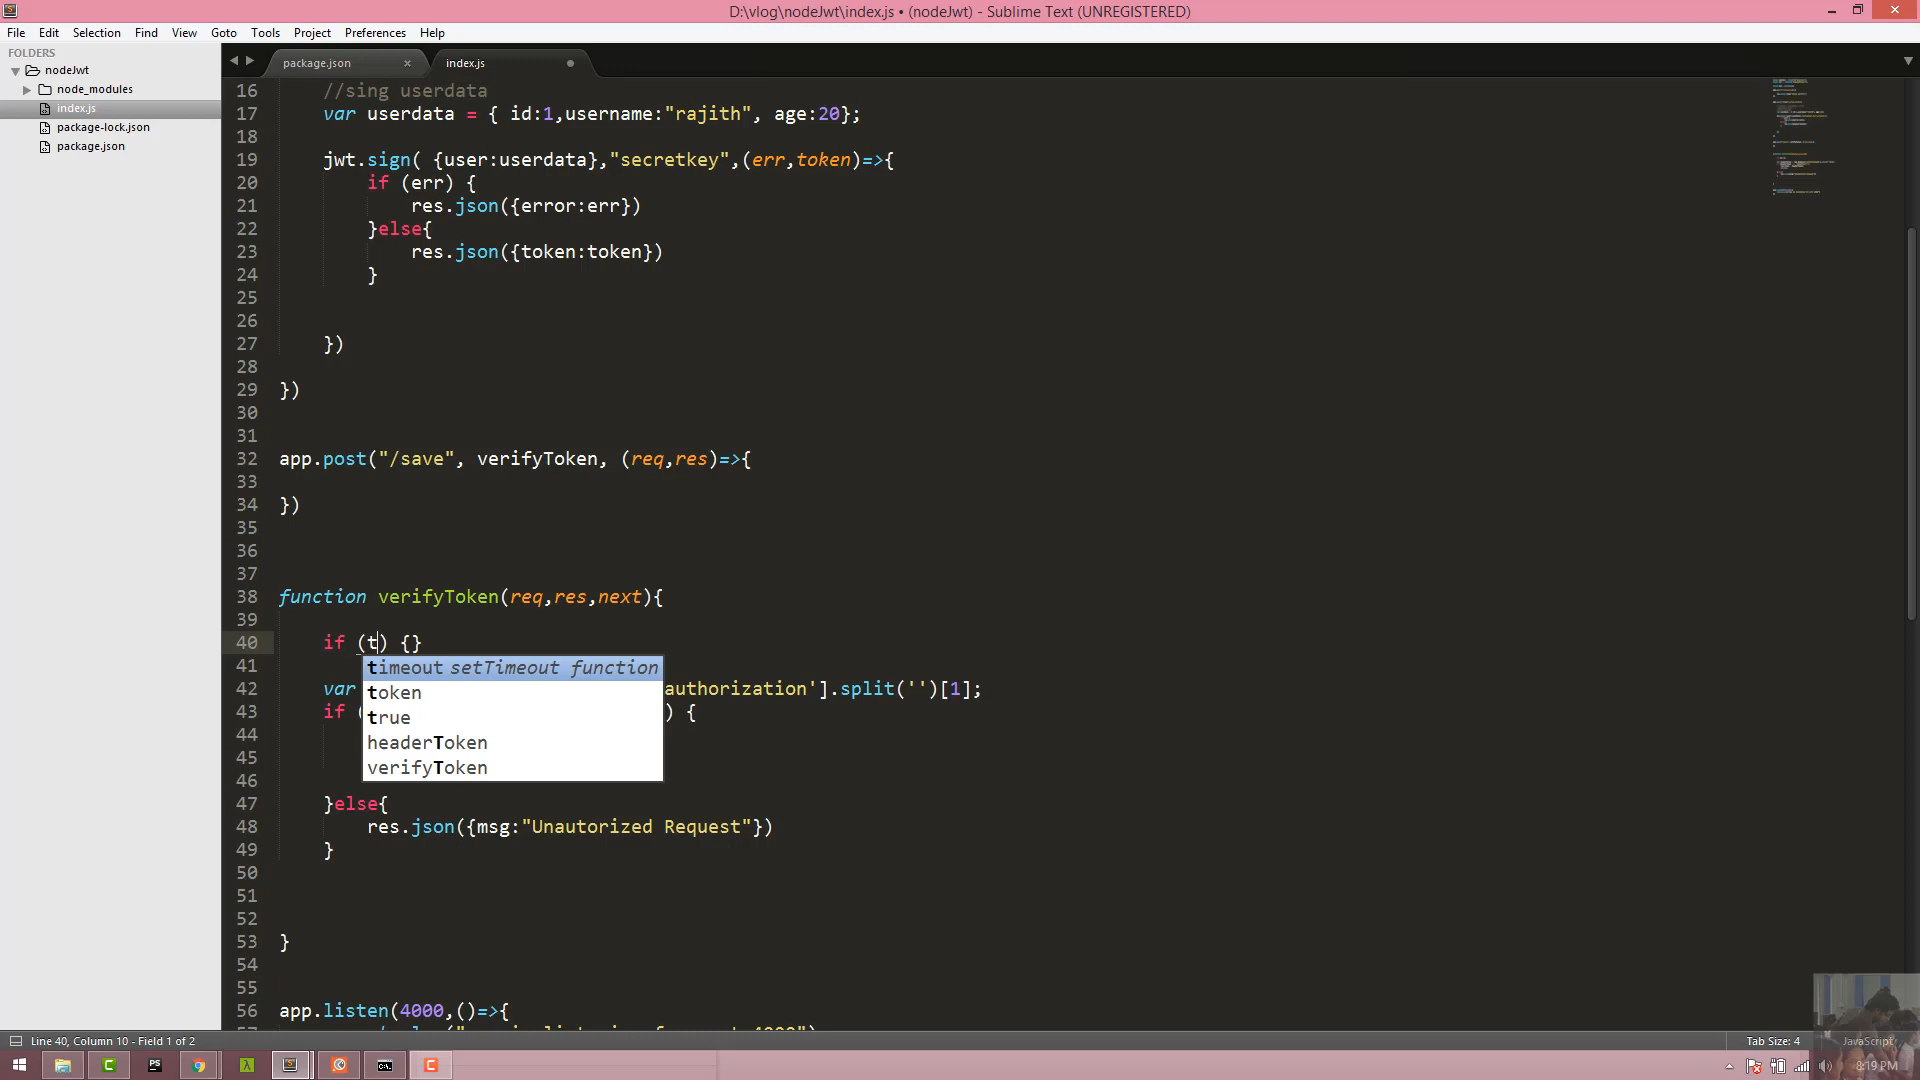 D:\vlog\nodeJwt\index.js • (nodeJwt) - Sublime Text (UNREGISTERED)
File Edit Selection Find View Goto Tools Project Preferences Help
FOLDERS
nodeJwt
node_modules
index.js
package-lock.json
package.json
package.json × index.js
16 //sing userdata
17 var userdata = { id:1,username:"rajith", age:20};
18
19 jwt.sign( {user:userdata},"secretkey",(err,token)=>{
20 if (err) {
21 res.json({error:err})
22 }else{
23 res.json({token:token})
24 }
25
26
27 })
28
29 })
30
31
32 app.post("/save", verifyToken, (req,res)=>{
33
34 })
35
36
37
38 function verifyToken(req,res,next){
39
40 if (t) {}
41
42 var authorization'].split('')[1];
43 if ( ) {
44
45
46
47 }else{
48 res.json({msg:"Unautorized Request"})
49 }
50
51
52
53 }
54
55
56 app.listen(4000,()=>{
timeout setTimeout function
token
true
headerToken
verifyToken
Line 40, Column 10 - Field 1 of 2
Tab Size: 4 JavaScript
8:19 PM